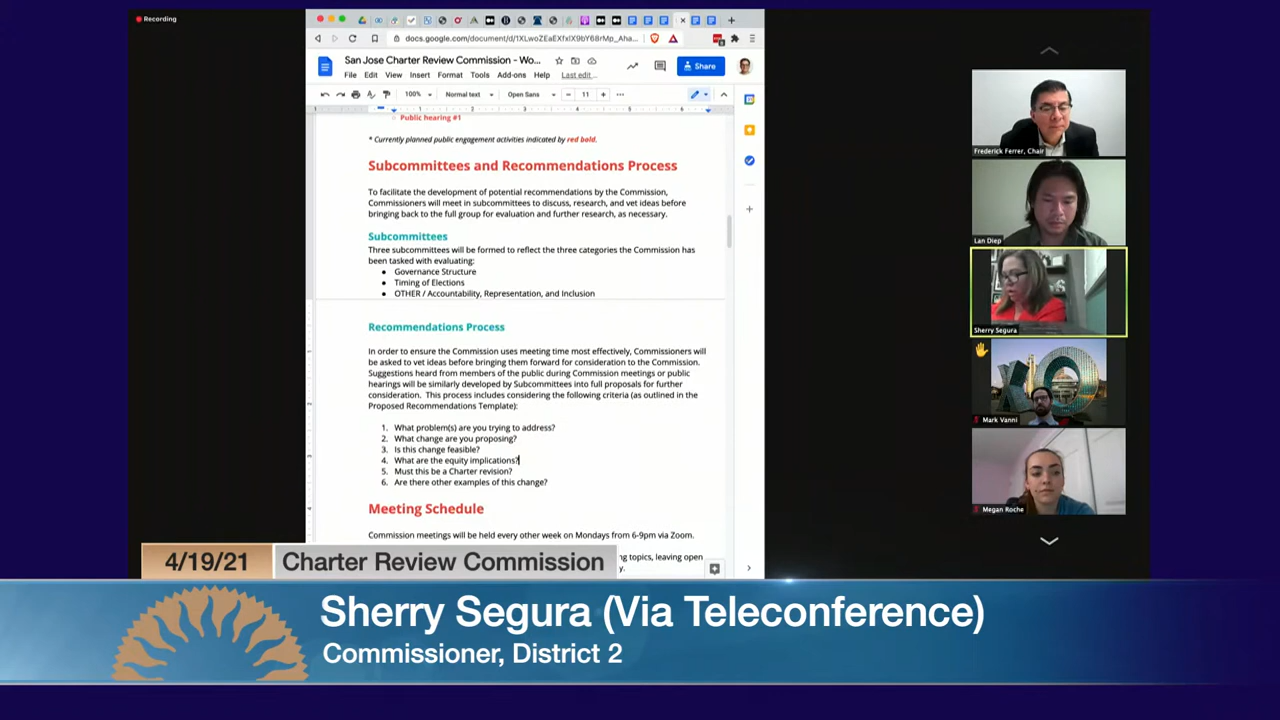 Recording
docs.google.com/document/d/1XLwoZEaEXfxlX9bY68rMp_Aha...
San Jose Charter Review Commission - Wo...
Share
File Edit View Insert Format Tools Add-ons Help Last edit...
100% Normal text Open Sans 11
Public hearing #1
* Currently planned public engagement activities indicated by red bold.
Subcommittees and Recommendations Process
To facilitate the development of potential recommendations by the Commission,
Commissioners will meet in subcommittees to discuss, research, and vet ideas before
bringing back to the full group for evaluation and further research, as necessary.
Subcommittees
Three subcommittees will be formed to reflect the three categories the Commission has
been tasked with evaluating:
● Governance Structure
● Timing of Elections
● OTHER / Accountability, Representation, and Inclusion
Recommendations Process
In order to ensure the Commission uses meeting time most effectively, Commissioners will
be asked to vet ideas before bringing them forward for consideration to the Commission.
Suggestions heard from members of the public during Commission meetings or public
hearings will be similarly developed by Subcommittees into full proposals for further
consideration. This process includes considering the following criteria (as outlined in the
Proposed Recommendations Template):
1. What problem(s) are you trying to address?
2. What change are you proposing?
3. Is this change feasible?
4. What are the equity implications?
5. Must this be a Charter revision?
6. Are there other examples of this change?
Meeting Schedule
Commission meetings will be held every other week on Mondays from 6-9pm via Zoom.
ng topics, leaving open
y.
Frederick Ferrer, Chair
Lan Diep
Sherry Segura
Mark Vanni
Megan Roche
4/19/21 Charter Review Commission
Sherry Segura (Via Teleconference)
Commissioner, District 2